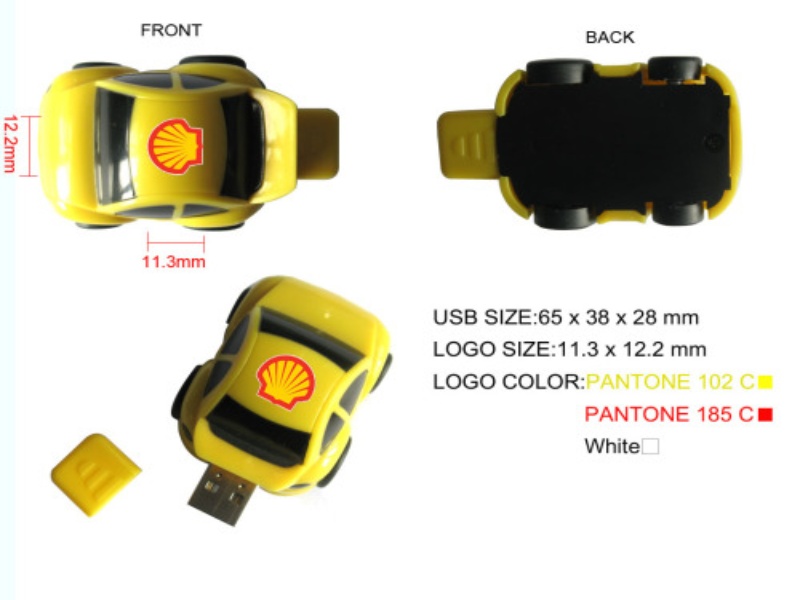 FRONT
BACK
12.2mm
11.3mm
USB SIZE:65 x 38 x 28 mm
LOGO SIZE:11.3 x 12.2 mm
LOGO COLOR:PANTONE 102 C
PANTONE 185 C
White